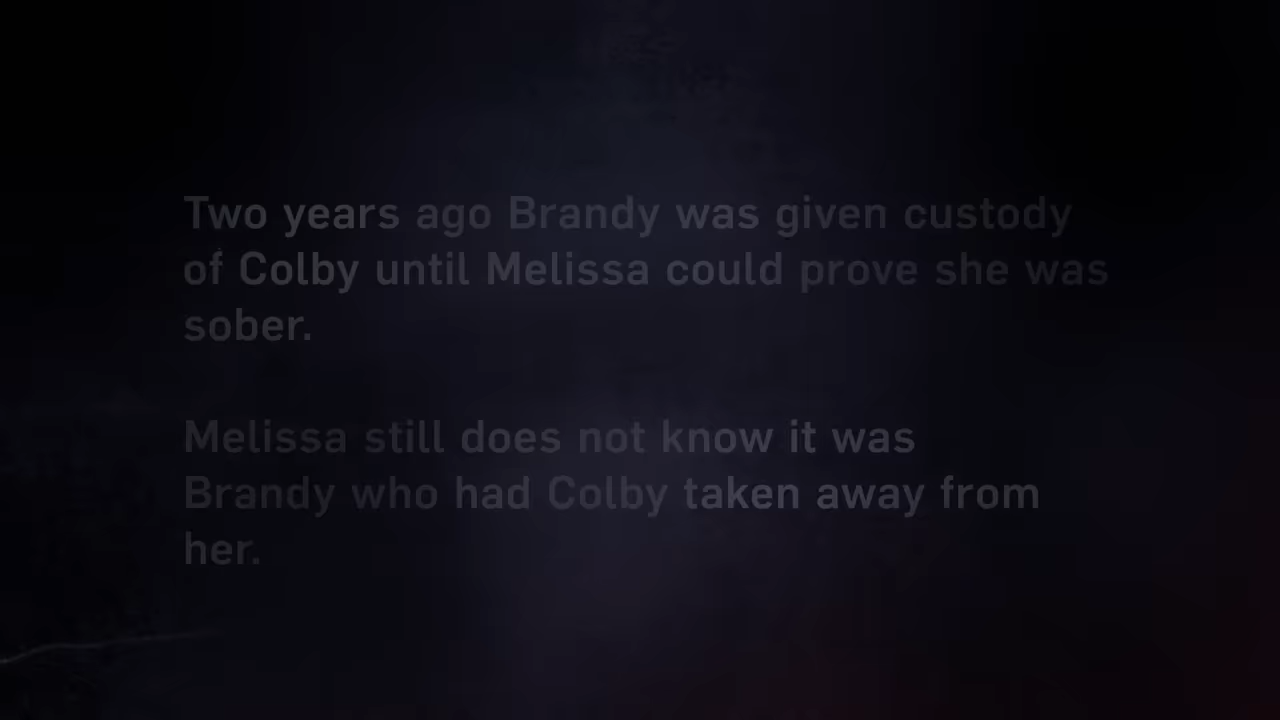 Two years ago Brandy was given custody
of Colby until Melissa could prove she was
sober.
Melissa still does not know it was
Brandy who had Colby taken away from
her.